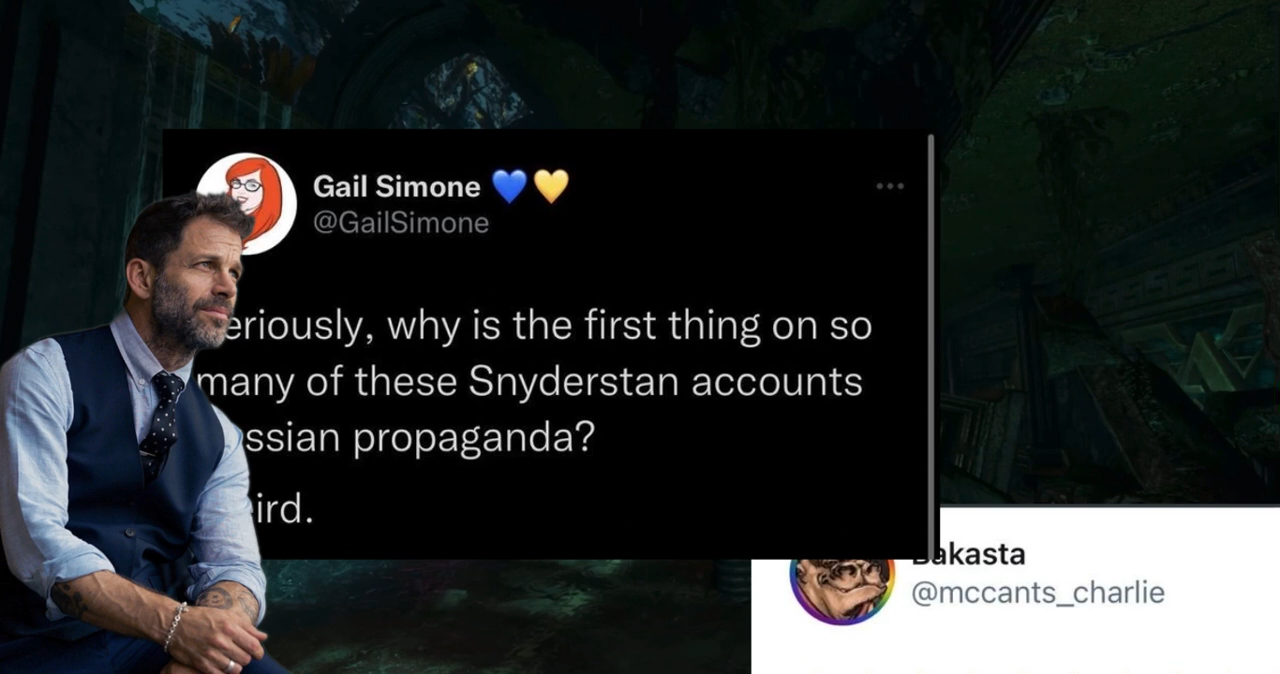 Gail Simone 💙💛
@GailSimone
eriously, why is the first thing on so
many of these Snyderstan accounts
ssian propaganda?
ird.
akasta
@mccants_charlie